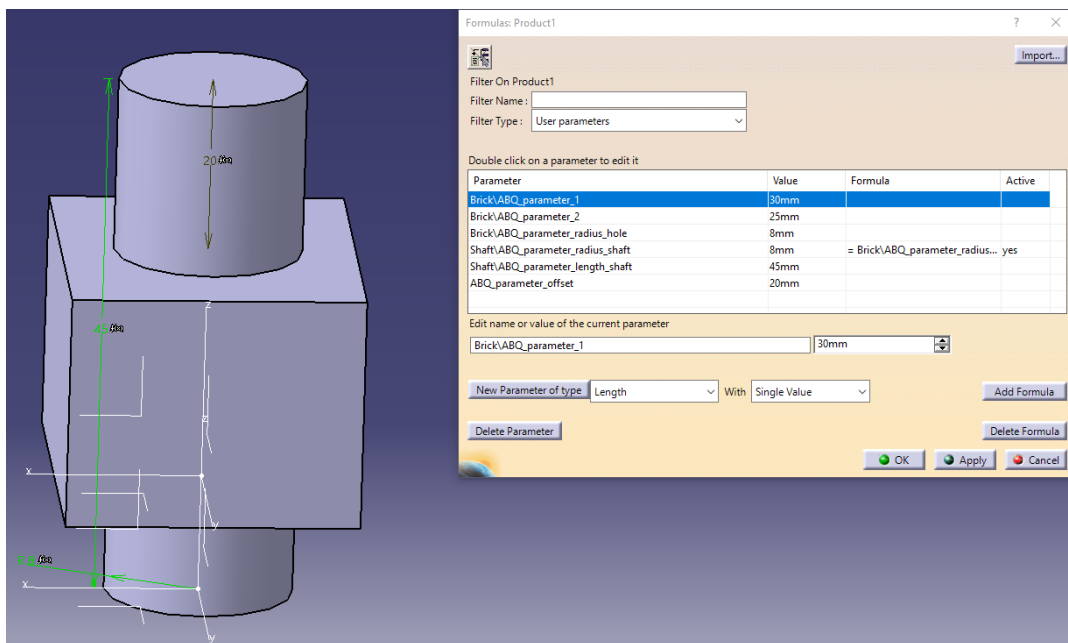 Formulas: Product1 ? ×
Import...
Filter On Product1
Filter Name :
Filter Type : User parameters
Double click on a parameter to edit it
Parameter Value Formula Active
Brick\ABQ_parameter_1 30mm
Brick\ABQ_parameter_2 25mm
Brick\ABQ_parameter_radius_hole 8mm
Shaft\ABQ_parameter_radius_shaft 8mm = Brick\ABQ_parameter_radius... yes
Shaft\ABQ_parameter_length_shaft 45mm
ABQ_parameter_offset 20mm
Edit name or value of the current parameter
Brick\ABQ_parameter_1 30mm
New Parameter of type Length With Single Value Add Formula
Delete Parameter Delete Formula
OK Apply Cancel
20 f(x)
z
45 f(x)
z
x
y
R 8 f(x)
x
y